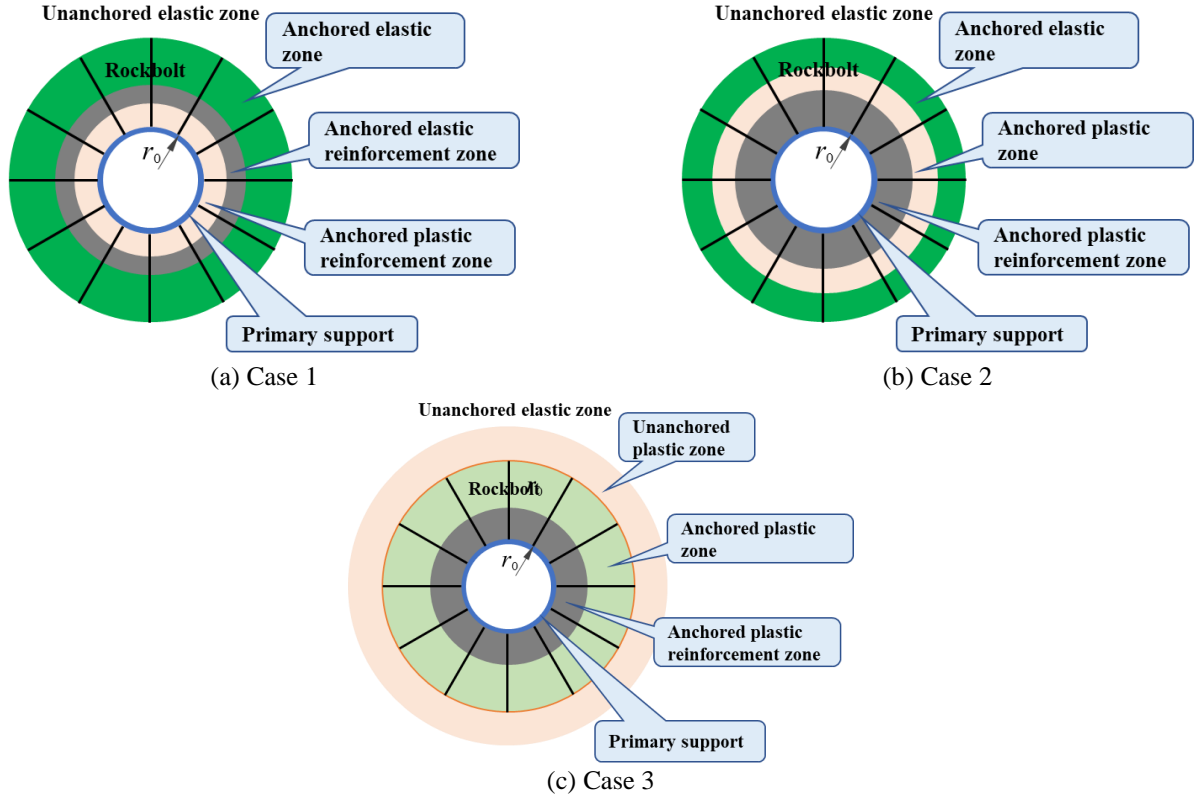 Unanchored elastic zone
Anchored elastic
zone
Rockbolt
Anchored elastic
reinforcement zone
r₀
Anchored plastic
reinforcement zone
Primary support
(a) Case 1
Unanchored elastic zone
Anchored elastic
zone
Rockbolt
Anchored plastic
zone
r₀
Anchored plastic
reinforcement zone
Primary support
(b) Case 2
Unanchored elastic zone
Unanchored
plastic zone
Rockbolt r₀
Anchored plastic
zone
r₀
Anchored plastic
reinforcement zone
Primary support
(c) Case 3